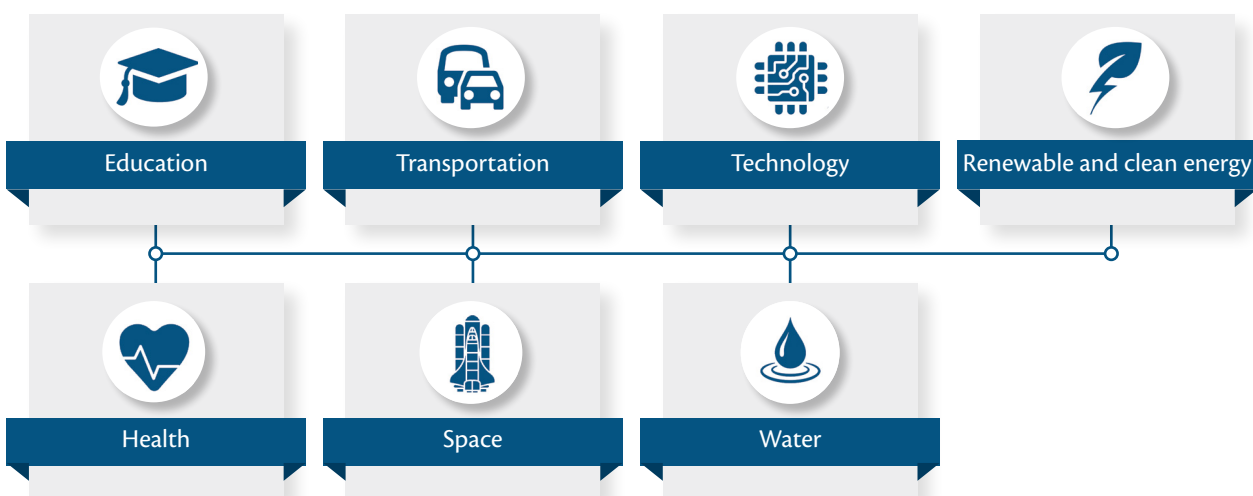 Education
Transportation
Technology
Renewable and clean energy
Health
Space
Water